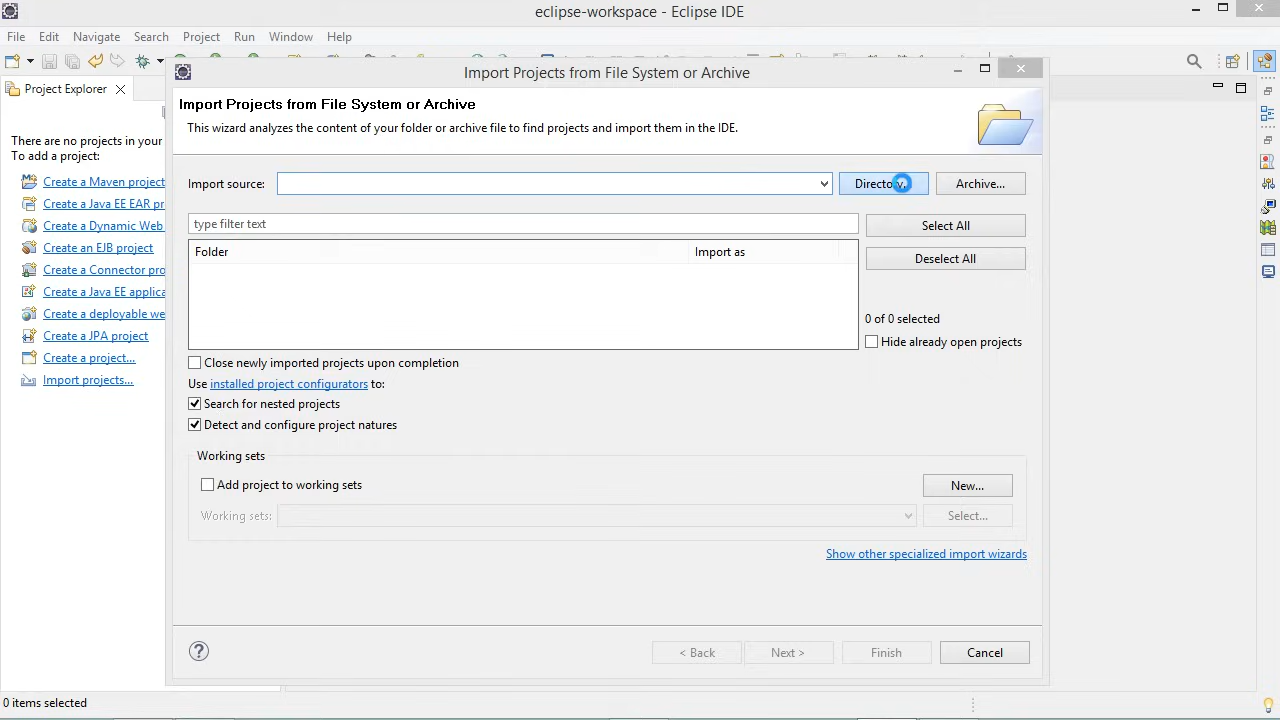 eclipse-workspace - Eclipse IDE
File Edit Navigate Search Project Run Window Help
Project Explorer
There are no projects in your
To add a project:
Create a Maven project
Create a Java EE EAR pr
Create a Dynamic Web
Create an EJB project
Create a Connector pro
Create a Java EE applica
Create a deployable we
Create a JPA project
Create a project...
Import projects...
Import Projects from File System or Archive
Import Projects from File System or Archive
This wizard analyzes the content of your folder or archive file to find projects and import them in the IDE.
Import source: Archive...
type filter text
Select All
Folder Import as
Deselect All
0 of 0 selected
Hide already open projects
Close newly imported projects upon completion
Use installed project configurators to:
Search for nested projects
Detect and configure project natures
Working sets
Add project to working sets New...
Working sets: Select...
Show other specialized import wizards
? < Back Next > Finish Cancel
0 items selected